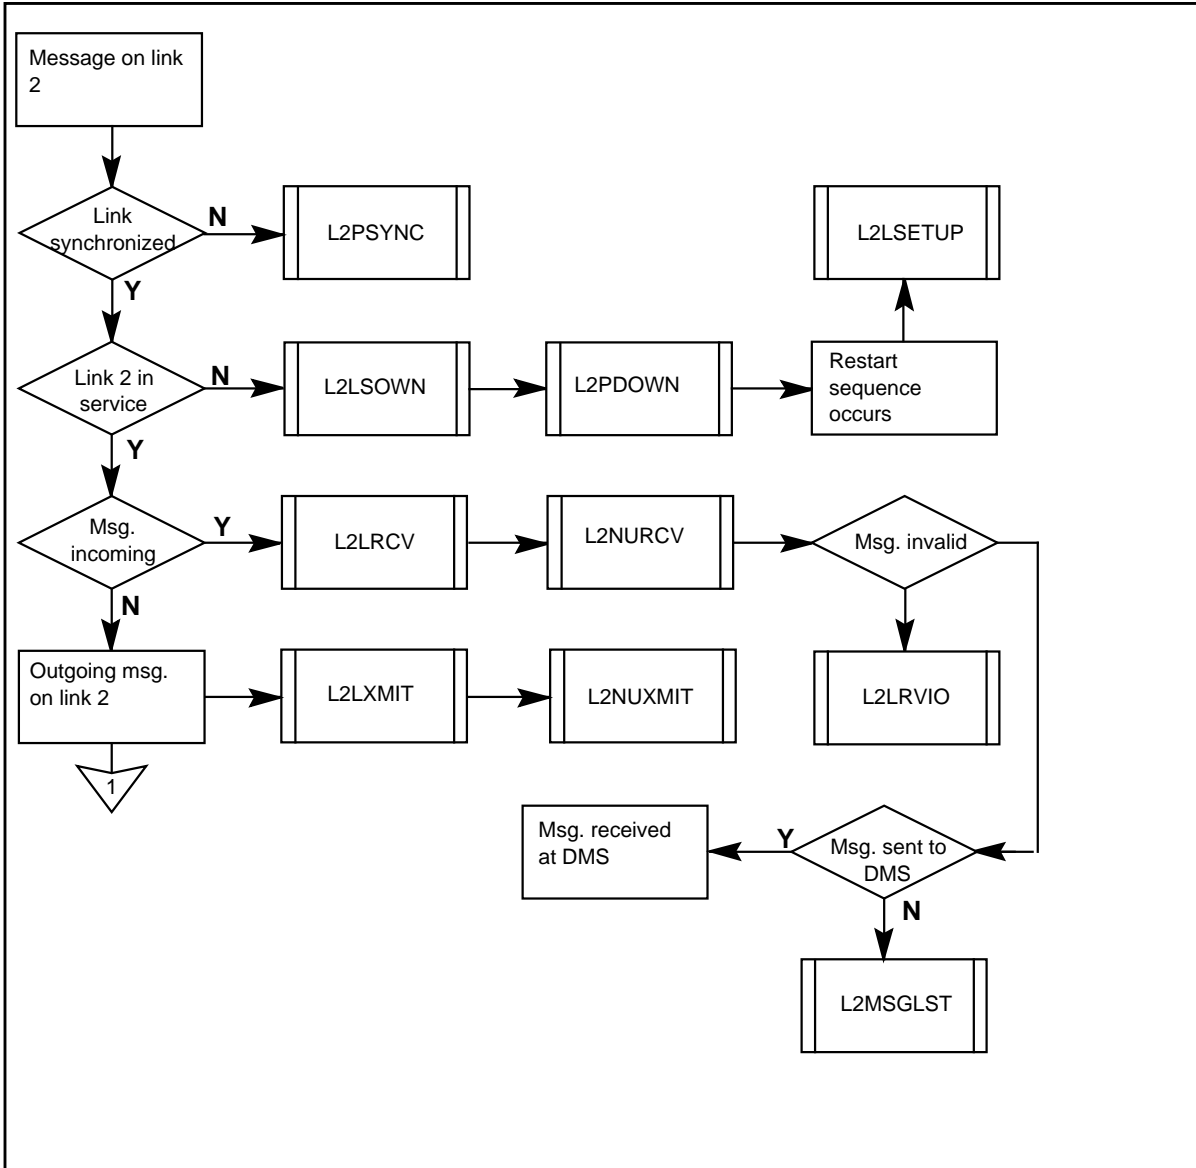 Message on link
2
Link
synchronized
N
L2PSYNC
L2LSETUP
Y
Link 2 in
service
N
L2LSOWN
L2PDOWN
Restart
sequence
occurs
Y
Msg.
incoming
Y
L2LRCV
L2NURCV
Msg. invalid
N
Outgoing msg.
on link 2
L2LXMIT
L2NUXMIT
L2LRVIO
1
Msg. received
at DMS
Y
Msg. sent to
DMS
N
L2MSGLST